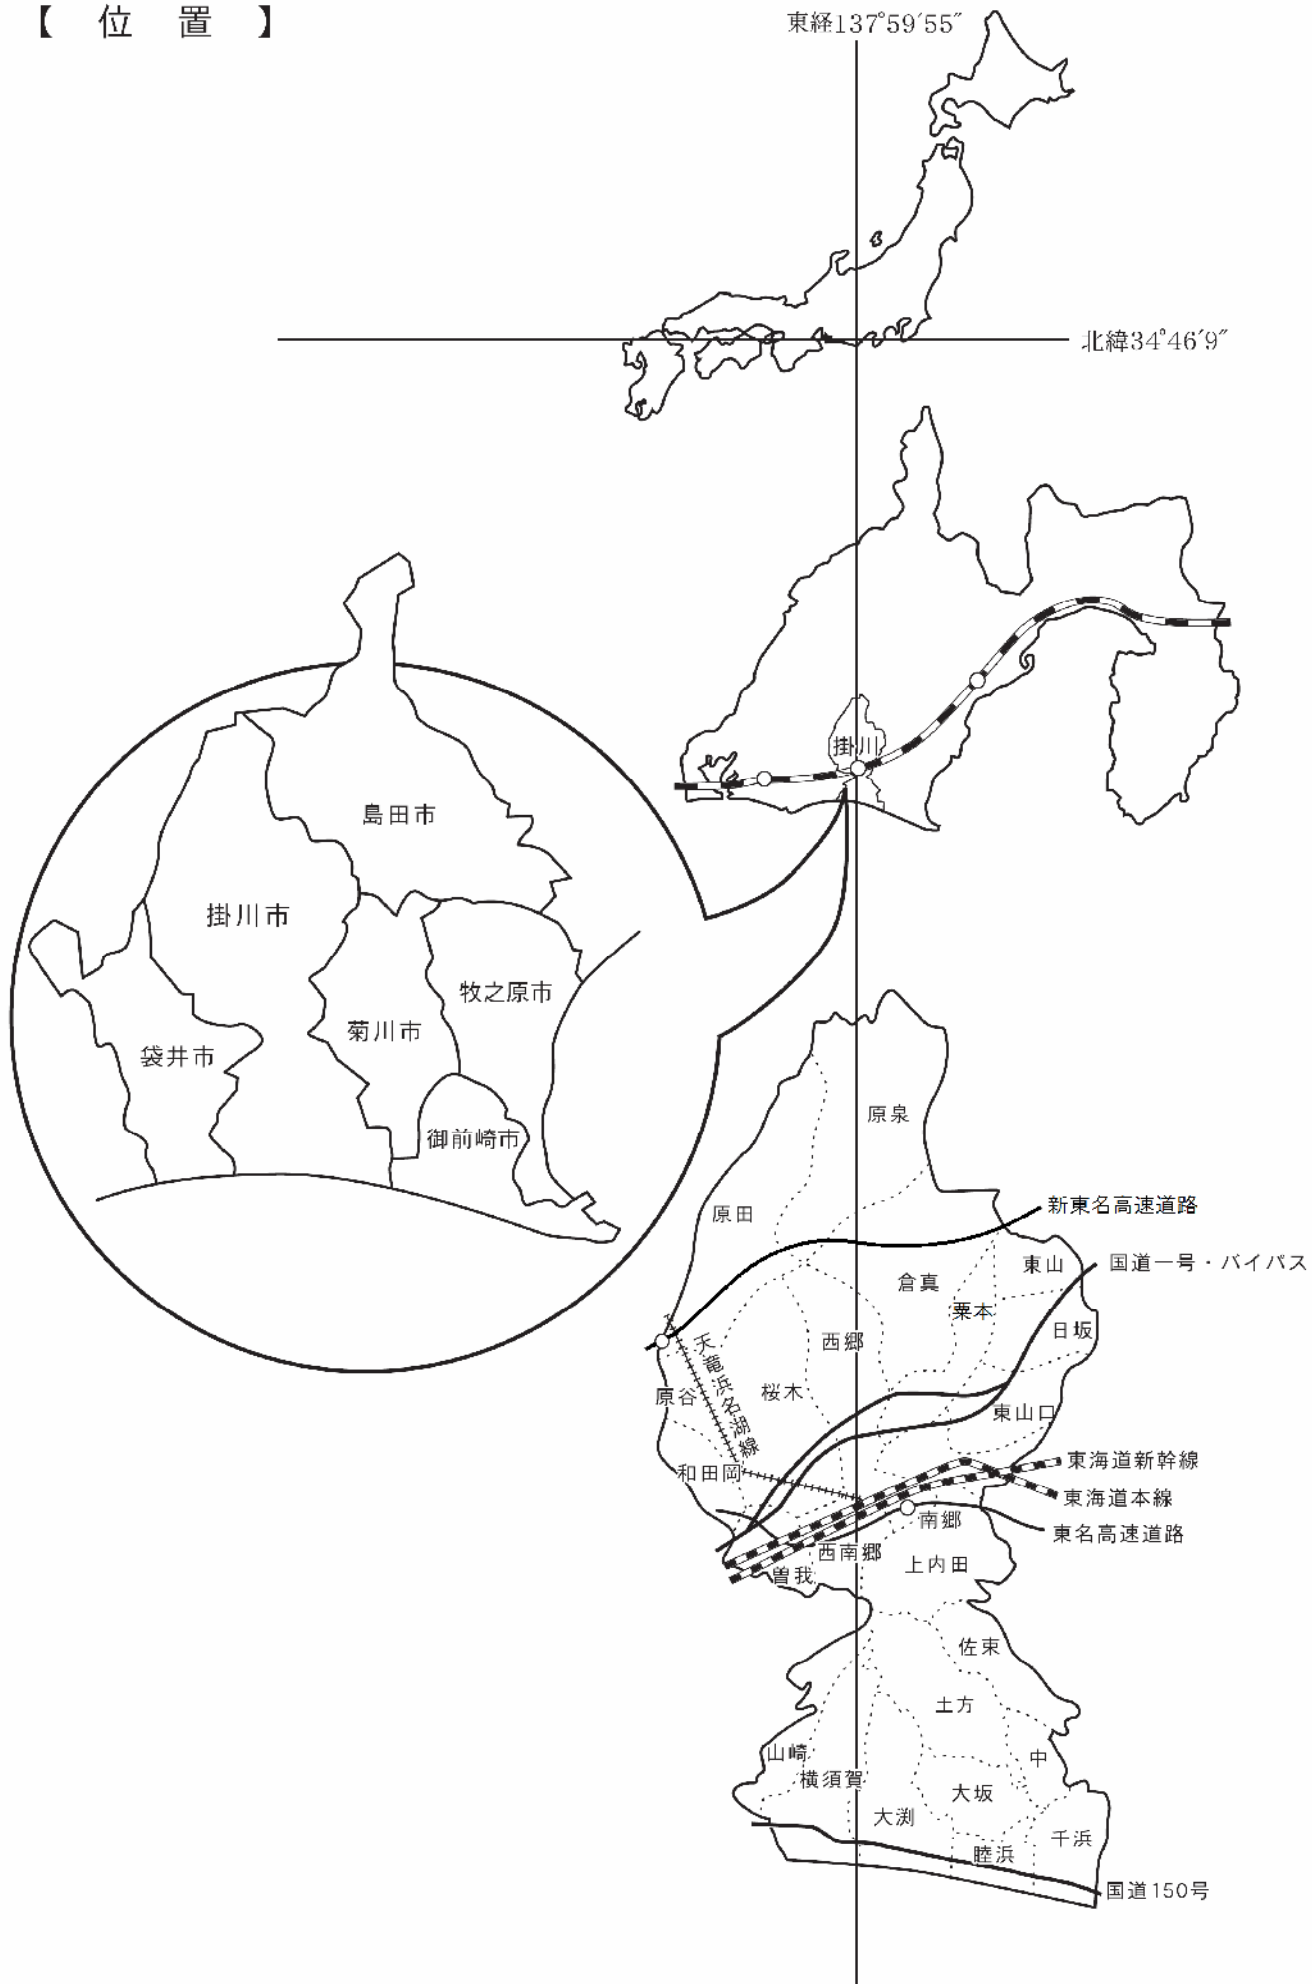 【位置】
東経137°59′55″
北緯34°46′9″
掛川
島田市
掛川市
牧之原市
菊川市
袋井市
御前崎市
原泉
原田
新東名高速道路
東山
国道一号・バイパス
倉真
粟本
日坂
西郷
天竜浜名湖線
原谷
桜木
東山口
東海道新幹線
和田岡
東海道本線
南郷
東名高速道路
西南郷
上内田
曽我
佐束
土方
山崎
中
横須賀
大坂
大渕
千浜
睦浜
国道150号